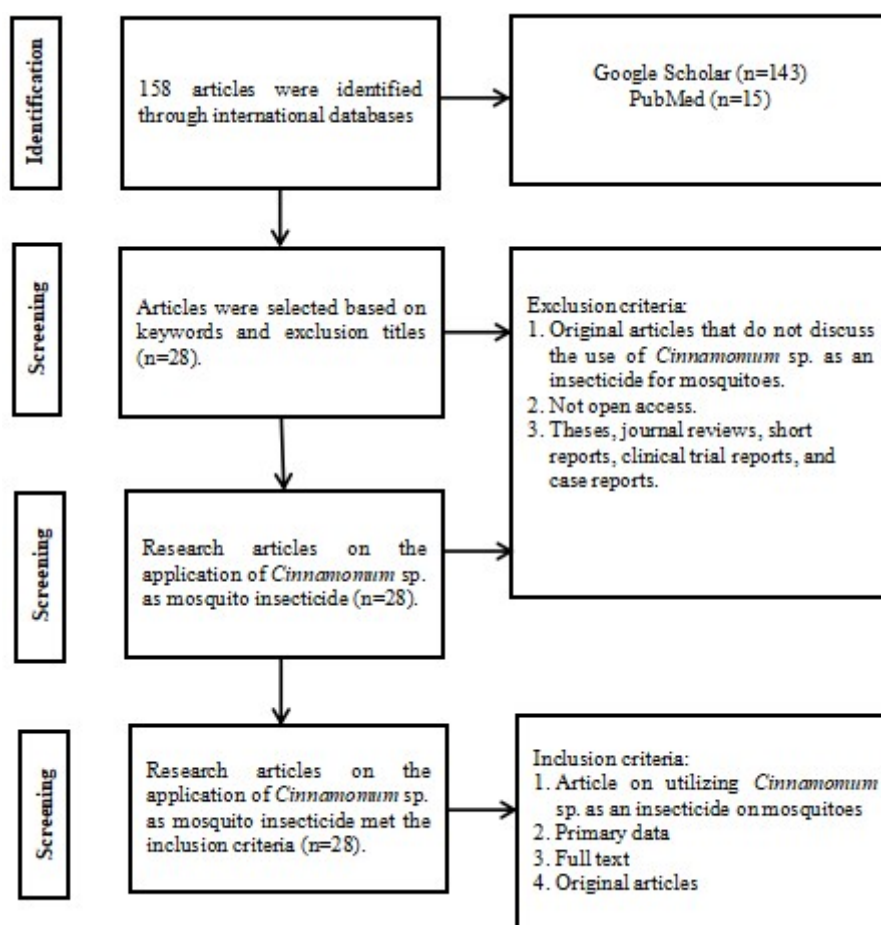 Identification
158 articles were identified
through international databases
Google Scholar (n=143)
PubMed (n=15)
Screening
Articles were selected based on
keywords and exclusion titles
(n=28).
Exclusion criteria:
1. Original articles that do not discuss
the use of Cinnamomum sp. as an
insecticide for mosquitoes.
2. Not open access.
3. Theses, journal reviews, short
reports, clinical trial reports, and
case reports.
Screening
Research articles on the
application of Cinnamomum sp.
as mosquito insecticide (n=28).
Screening
Research articles on the
application of Cinnamomum sp.
as mosquito insecticide met the
inclusion criteria (n=28).
Inclusion criteria:
1. Article on utilizing Cinnamomum
sp. as an insecticide on mosquitoes
2. Primary data
3. Full text
4. Original articles